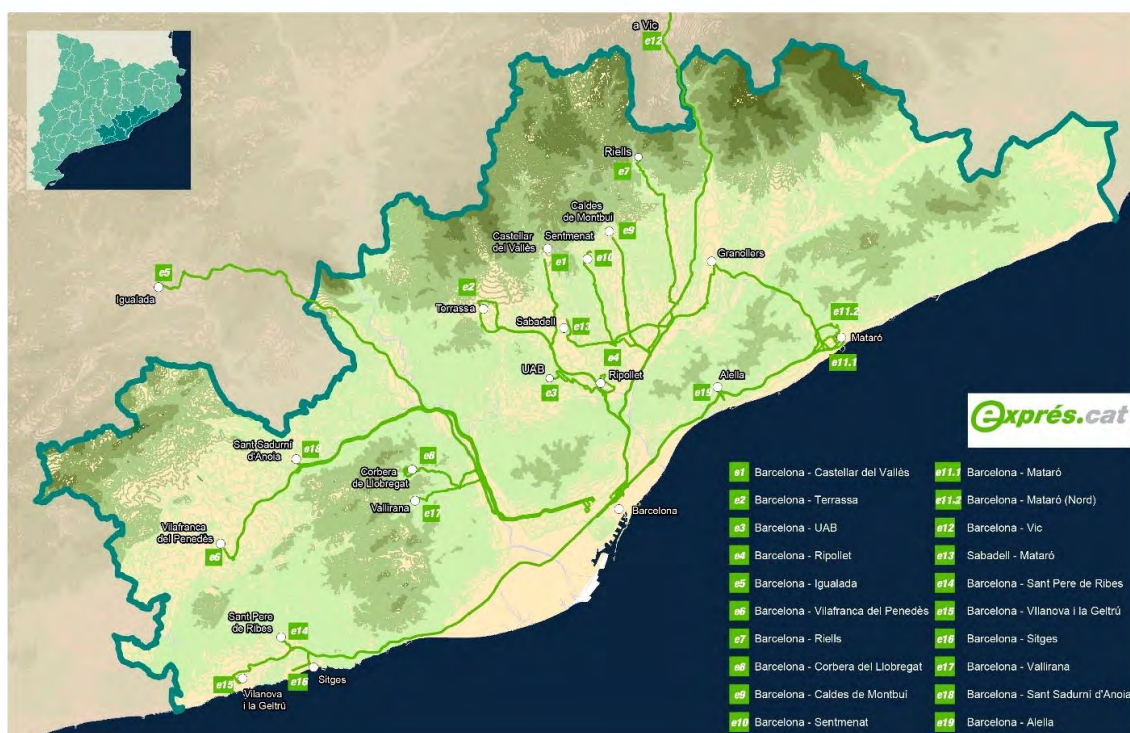 a Vic
e12
Riells
e7
Caldes
de Montbui
e9
Castellar
del Vallès
Sentmenat
e1
e10
Granollers
e5
Igualada
e2
Terrassa
Sabadell
e13
e11.2
Mataró
e11.1
e4
UAB
e3
Ripollet
Alella
e19
exprés.cat
Sant Sadurní
d'Anoia
e18
Corbera
de Llobregat
e8
Vallirana
e17
Barcelona
Vilafranca
del Penedès
e6
Sant Pere
de Ribes
e14
e15
Vilanova
i la Geltrú
e16
Sitges
e1 Barcelona - Castellar del Vallès
e2 Barcelona - Terrassa
e3 Barcelona - UAB
e4 Barcelona - Ripollet
e5 Barcelona - Igualada
e6 Barcelona - Vilafranca del Penedès
e7 Barcelona - Riells
e8 Barcelona - Corbera del Llobregat
e9 Barcelona - Caldes de Montbui
e10 Barcelona - Sentmenat
e11.1 Barcelona - Mataró
e11.2 Barcelona - Mataró (Nord)
e12 Barcelona - Vic
e13 Sabadell - Mataró
e14 Barcelona - Sant Pere de Ribes
e15 Barcelona - VIlanova i la Geltrú
e16 Barcelona - Sitges
e17 Barcelona - Vallirana
e18 Barcelona - Sant Sadurní d'Anoia
e19 Barcelona - Alella